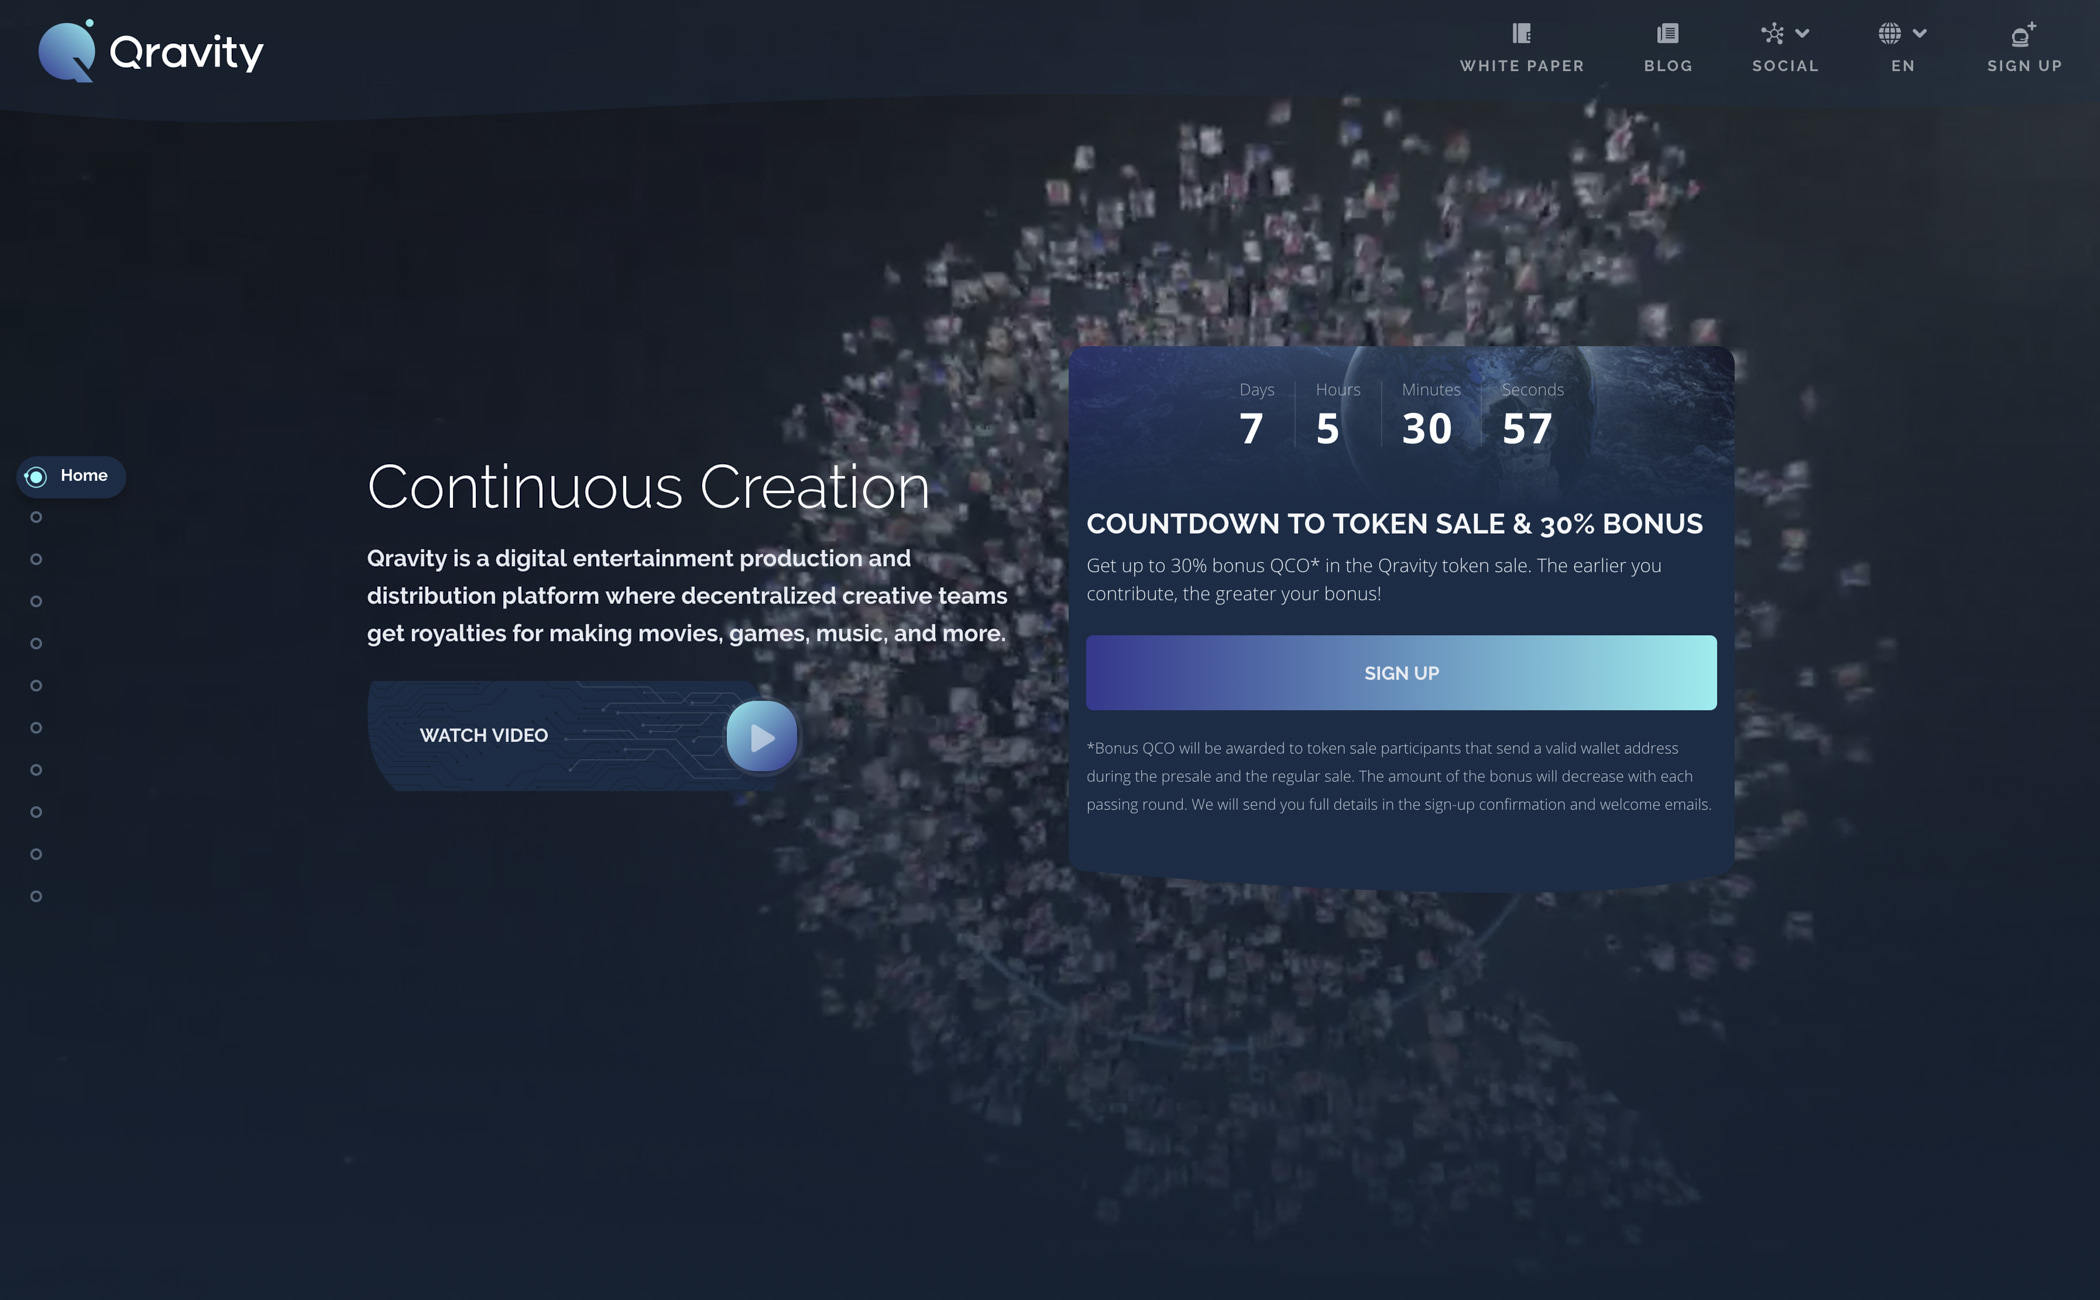 Qravity
WHITE PAPER
BLOG
SOCIAL
EN
SIGN UP
Home
Continuous Creation
Qravity is a digital entertainment production and
distribution platform where decentralized creative teams
get royalties for making movies, games, music, and more.
WATCH VIDEO
Days Hours Minutes Seconds
7 5 30 57
COUNTDOWN TO TOKEN SALE & 30% BONUS
Get up to 30% bonus QCO* in the Qravity token sale. The earlier you
contribute, the greater your bonus!
SIGN UP
*Bonus QCO will be awarded to token sale participants that send a valid wallet address
during the presale and the regular sale. The amount of the bonus will decrease with each
passing round. We will send you full details in the sign-up confirmation and welcome emails.